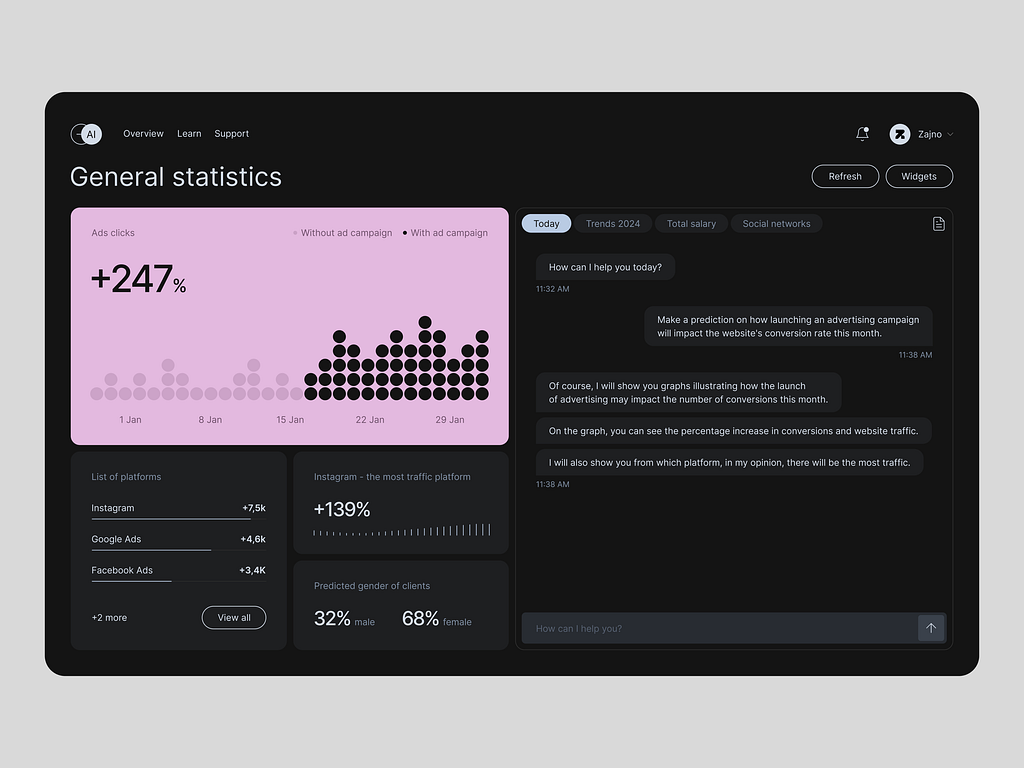 AI
Overview
Learn
Support
Zajno
General statistics
Refresh
Widgets
Ads clicks
Without ad campaign
With ad campaign
+247%
1 Jan
8 Jan
15 Jan
22 Jan
29 Jan
List of platforms
Instagram +7,5k
Google Ads +4,6k
Facebook Ads +3,4K
+2 more
View all
Instagram - the most traffic platform
+139%
Predicted gender of clients
32% male
68% female
Today
Trends 2024
Total salary
Social networks
How can I help you today?
11:32 AM
Make a prediction on how launching an advertising campaign
will impact the website's conversion rate this month.
11:38 AM
Of course, I will show you graphs illustrating how the launch
of advertising may impact the number of conversions this month.
On the graph, you can see the percentage increase in conversions and website traffic.
I will also show you from which platform, in my opinion, there will be the most traffic.
11:38 AM
How can I help you?